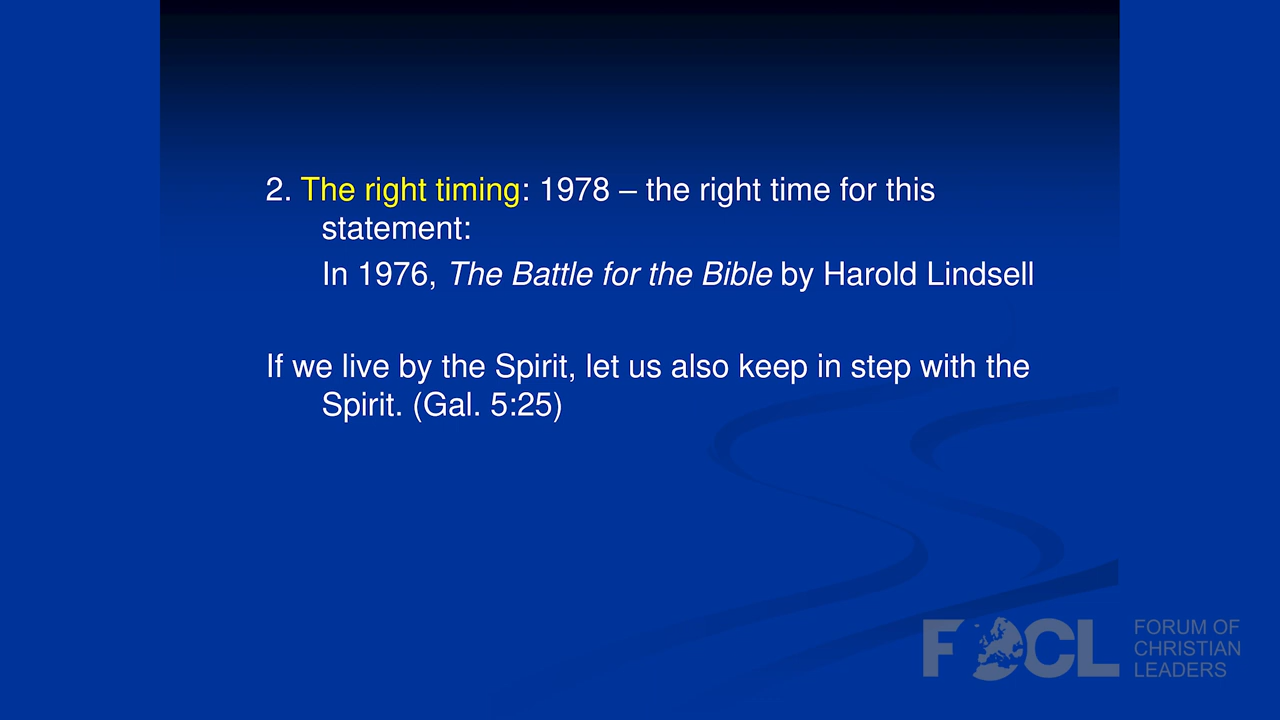 2. The right timing: 1978 – the right time for this
statement:
In 1976, The Battle for the Bible by Harold Lindsell
If we live by the Spirit, let us also keep in step with the
Spirit. (Gal. 5:25)
FOCL
FORUM OF
CHRISTIAN
LEADERS